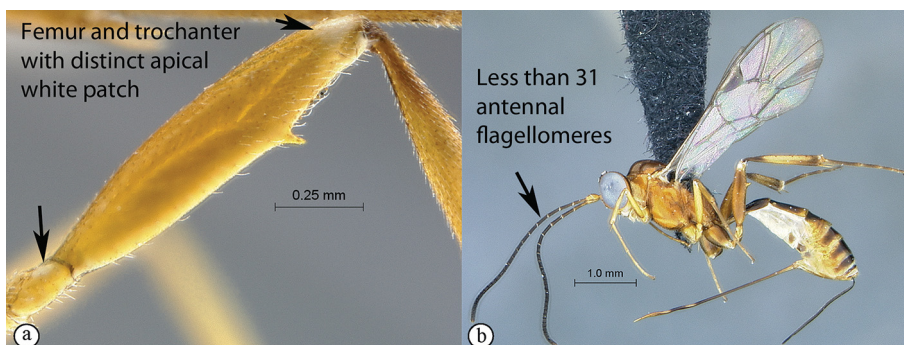 Femur and trochanter
with distinct apical
white patch
0.25 mm
a
Less than 31
antennal
flagellomeres
1.0 mm
b